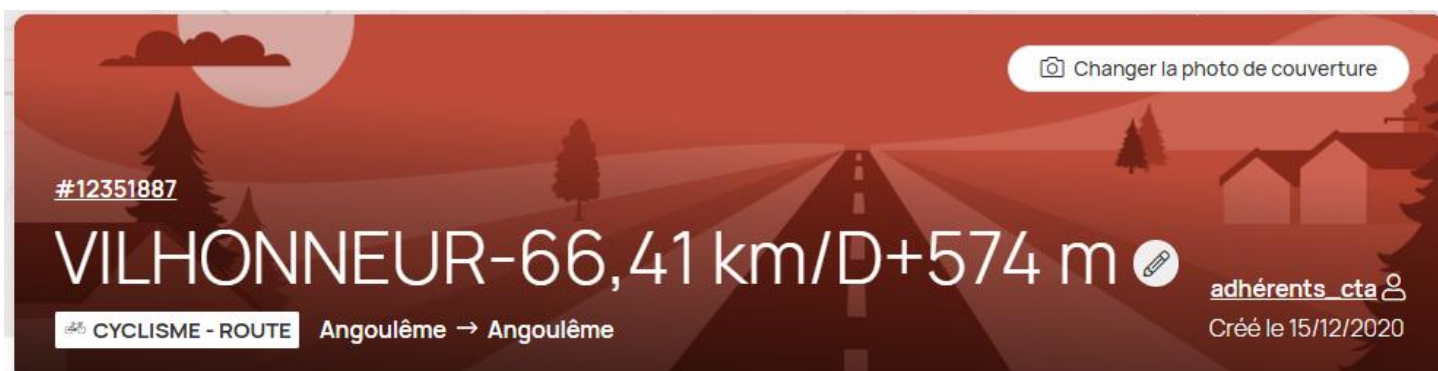 Changer la photo de couverture
#12351887
VILHONNEUR-66,41 km/D+574 m
adhérents_cta
CYCLISME - ROUTE Angoulême → Angoulême
Créé le 15/12/2020